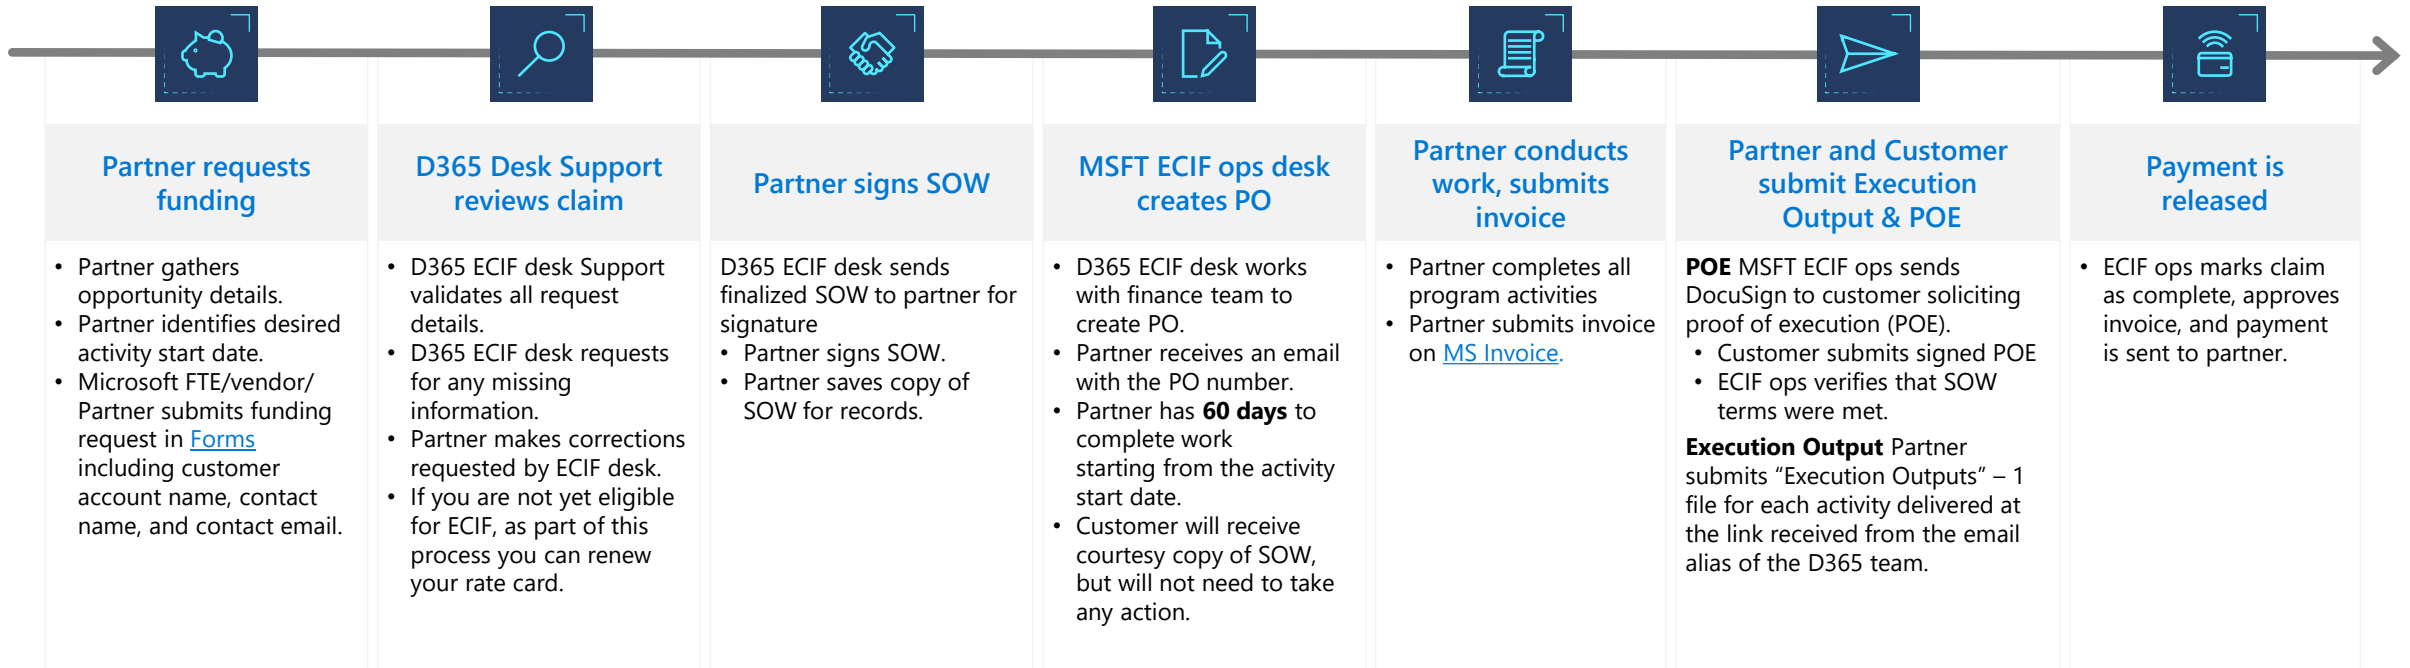 Partner requests
funding
• Partner gathers
opportunity details.
• Partner identifies desired
activity start date.
• Microsoft FTE/vendor/
Partner submits funding
request in Forms
including customer
account name, contact
name, and contact email.
D365 Desk Support
reviews claim
• D365 ECIF desk Support
validates all request
details.
• D365 ECIF desk requests
for any missing
information.
• Partner makes corrections
requested by ECIF desk.
• If you are not yet eligible
for ECIF, as part of this
process you can renew
your rate card.
Partner signs SOW
D365 ECIF desk sends
finalized SOW to partner for
signature
• Partner signs SOW.
• Partner saves copy of
SOW for records.
MSFT ECIF ops desk
creates PO
• D365 ECIF desk works
with finance team to
create PO.
• Partner receives an email
with the PO number.
• Partner has 60 days to
complete work
starting from the activity
start date.
• Customer will receive
courtesy copy of SOW,
but will not need to take
any action.
Partner conducts
work, submits
invoice
• Partner completes all
program activities
• Partner submits invoice
on MS Invoice.
Partner and Customer
submit Execution
Output & POE
POE MSFT ECIF ops sends
DocuSign to customer soliciting
proof of execution (POE).
• Customer submits signed POE
• ECIF ops verifies that SOW
terms were met.
Execution Output Partner
submits “Execution Outputs” – 1
file for each activity delivered at
the link received from the email
alias of the D365 team.
Payment is
released
• ECIF ops marks claim
as complete, approves
invoice, and payment
is sent to partner.